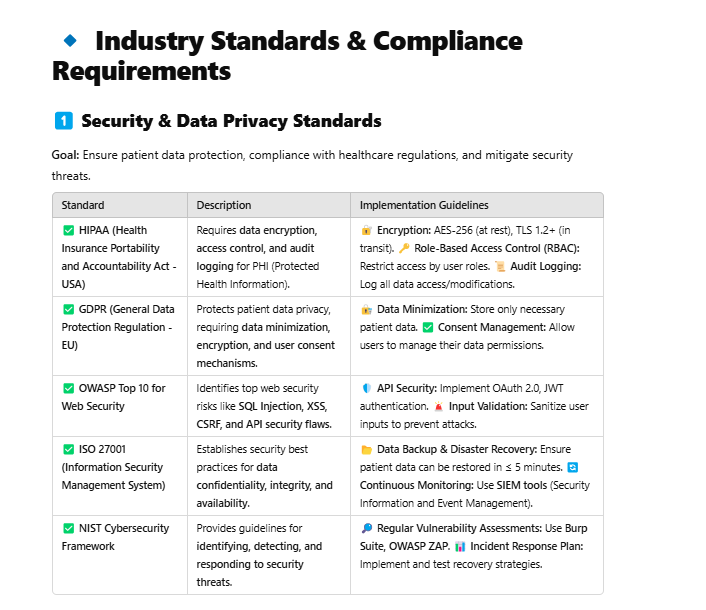 🔹 Industry Standards & Compliance
Requirements
1️⃣ Security & Data Privacy Standards
Goal: Ensure patient data protection, compliance with healthcare regulations, and mitigate security
threats.
Standard
Description
Implementation Guidelines
✅ HIPAA (Health
Insurance Portability
and Accountability Act -
USA)
Requires data encryption,
access control, and audit
logging for PHI (Protected
Health Information).
🔐 Encryption: AES-256 (at rest), TLS 1.2+ (in
transit). 🔑 Role-Based Access Control (RBAC):
Restrict access by user roles. 📜 Audit Logging:
Log all data access/modifications.
✅ GDPR (General Data
Protection Regulation -
EU)
Protects patient data privacy,
requiring data minimization,
encryption, and user consent
mechanisms.
🔐 Data Minimization: Store only necessary
patient data. ✅ Consent Management: Allow
users to manage their data permissions.
✅ OWASP Top 10 for
Web Security
Identifies top web security
risks like SQL Injection, XSS,
CSRF, and API security flaws.
🛡 API Security: Implement OAuth 2.0, JWT
authentication. 🚨 Input Validation: Sanitize user
inputs to prevent attacks.
✅ ISO 27001
(Information Security
Management System)
Establishes security best
practices for data
confidentiality, integrity, and
availability.
📂 Data Backup & Disaster Recovery: Ensure
patient data can be restored in ≤ 5 minutes. 🔄
Continuous Monitoring: Use SIEM tools (Security
Information and Event Management).
✅ NIST Cybersecurity
Framework
Provides guidelines for
identifying, detecting, and
responding to security
threats.
🔎 Regular Vulnerability Assessments: Use Burp
Suite, OWASP ZAP. 📊 Incident Response Plan:
Implement and test recovery strategies.